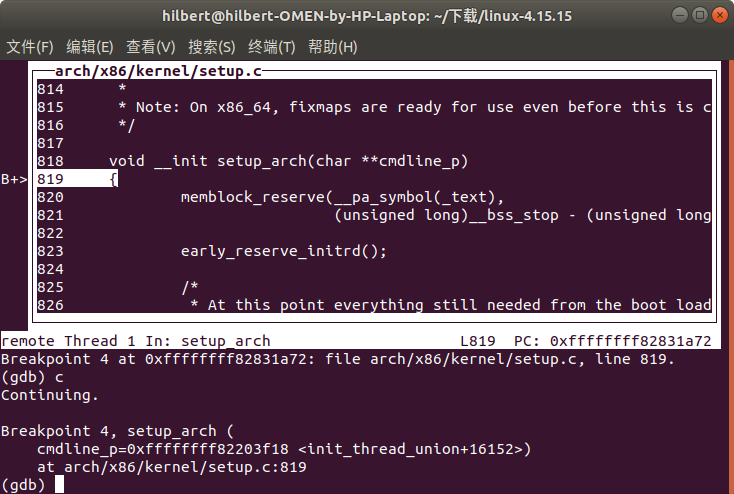 hilbert@hilbert-OMEN-by-HP-Laptop: ~/下载/linux-4.15.15
文件(F) 编辑(E) 查看(V) 搜索(S) 终端(T) 帮助(H)
arch/x86/kernel/setup.c
814      *
815      * Note: On x86_64, fixmaps are ready for use even before this is c
816      */
817
818     void __init setup_arch(char **cmdline_p)
B+> 819     {
820             memblock_reserve(__pa_symbol(_text),
821                              (unsigned long)__bss_stop - (unsigned long
822
823             early_reserve_initrd();
824
825             /*
826              * At this point everything still needed from the boot load
remote Thread 1 In: setup_arch                     L819  PC: 0xffffffff82831a72
Breakpoint 4 at 0xffffffff82831a72: file arch/x86/kernel/setup.c, line 819.
(gdb) c
Continuing.
Breakpoint 4, setup_arch (
    cmdline_p=0xffffffff82203f18 <init_thread_union+16152>)
    at arch/x86/kernel/setup.c:819
(gdb)